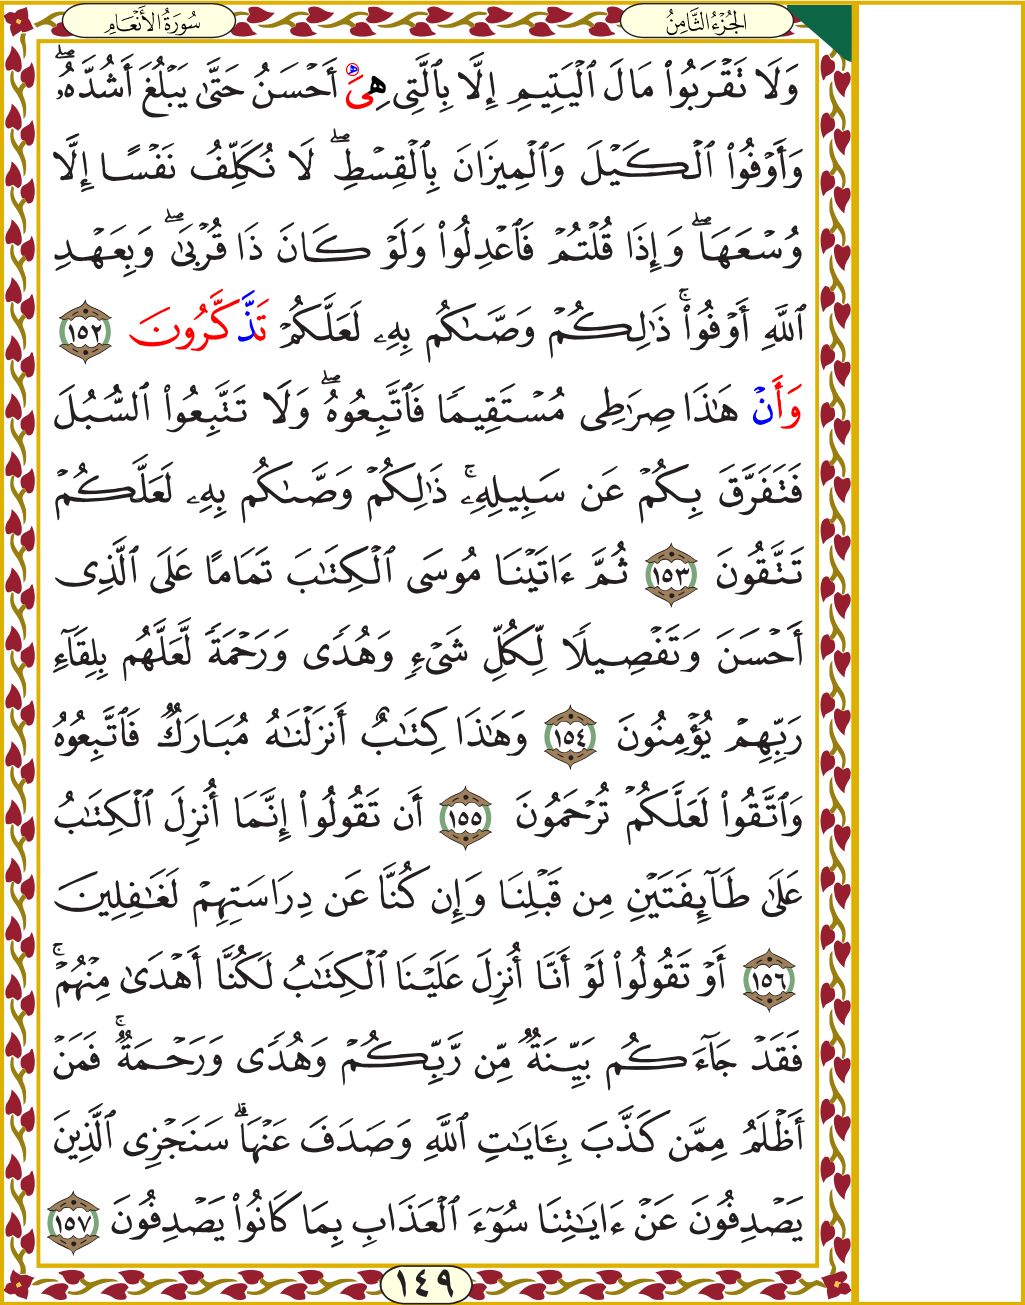 الجُزْءُ الثَّامِنُ
سُورَةُ الأَنْعَامِ
وَلَا تَقْرَبُوا۟ مَالَ ٱلْيَتِيمِ إِلَّا بِٱلَّتِى هِىَ أَحْسَنُ حَتَّىٰ يَبْلُغَ أَشُدَّهُۥۖ
وَأَوْفُوا۟ ٱلْكَيْلَ وَٱلْمِيزَانَ بِٱلْقِسْطِۖ لَا نُكَلِّفُ نَفْسًا إِلَّا
وُسْعَهَاۖ وَإِذَا قُلْتُمْ فَٱعْدِلُوا۟ وَلَوْ كَانَ ذَا قُرْبَىٰۖ وَبِعَهْدِ
ٱللَّهِ أَوْفُوا۟ۚ ذَٰلِكُمْ وَصَّىٰكُم بِهِۦ لَعَلَّكُمْ تَذَّكَّرُونَ ١٥٢
وَأَنْ هَٰذَا صِرَٰطِى مُسْتَقِيمًا فَٱتَّبِعُوهُۖ وَلَا تَتَّبِعُوا۟ ٱلسُّبُلَ
فَتَفَرَّقَ بِكُمْ عَن سَبِيلِهِۦۚ ذَٰلِكُمْ وَصَّىٰكُم بِهِۦ لَعَلَّكُمْ
تَتَّقُونَ ١٥٣ ثُمَّ ءَاتَيْنَا مُوسَى ٱلْكِتَٰبَ تَمَامًا عَلَى ٱلَّذِى
أَحْسَنَ وَتَفْصِيلًا لِّكُلِّ شَىْءٍ وَهُدًى وَرَحْمَةً لَّعَلَّهُم بِلِقَآءِ
رَبِّهِمْ يُؤْمِنُونَ ١٥٤ وَهَٰذَا كِتَٰبٌ أَنزَلْنَٰهُ مُبَارَكٌ فَٱتَّبِعُوهُ
وَٱتَّقُوا۟ لَعَلَّكُمْ تُرْحَمُونَ ١٥٥ أَن تَقُولُوٓا۟ إِنَّمَآ أُنزِلَ ٱلْكِتَٰبُ
عَلَىٰ طَآئِفَتَيْنِ مِن قَبْلِنَا وَإِن كُنَّا عَن دِرَاسَتِهِمْ لَغَٰفِلِينَ
١٥٦ أَوْ تَقُولُوا۟ لَوْ أَنَّآ أُنزِلَ عَلَيْنَا ٱلْكِتَٰبُ لَكُنَّآ أَهْدَىٰ مِنْهُمْۚ
فَقَدْ جَآءَكُم بَيِّنَةٌ مِّن رَّبِّكُمْ وَهُدًى وَرَحْمَةٌۚ فَمَنْ
أَظْلَمُ مِمَّن كَذَّبَ بِـَٔايَٰتِ ٱللَّهِ وَصَدَفَ عَنْهَاۗ سَنَجْزِى ٱلَّذِينَ
يَصْدِفُونَ عَنْ ءَايَٰتِنَا سُوٓءَ ٱلْعَذَابِ بِمَا كَانُوا۟ يَصْدِفُونَ ١٥٧
١٤٩